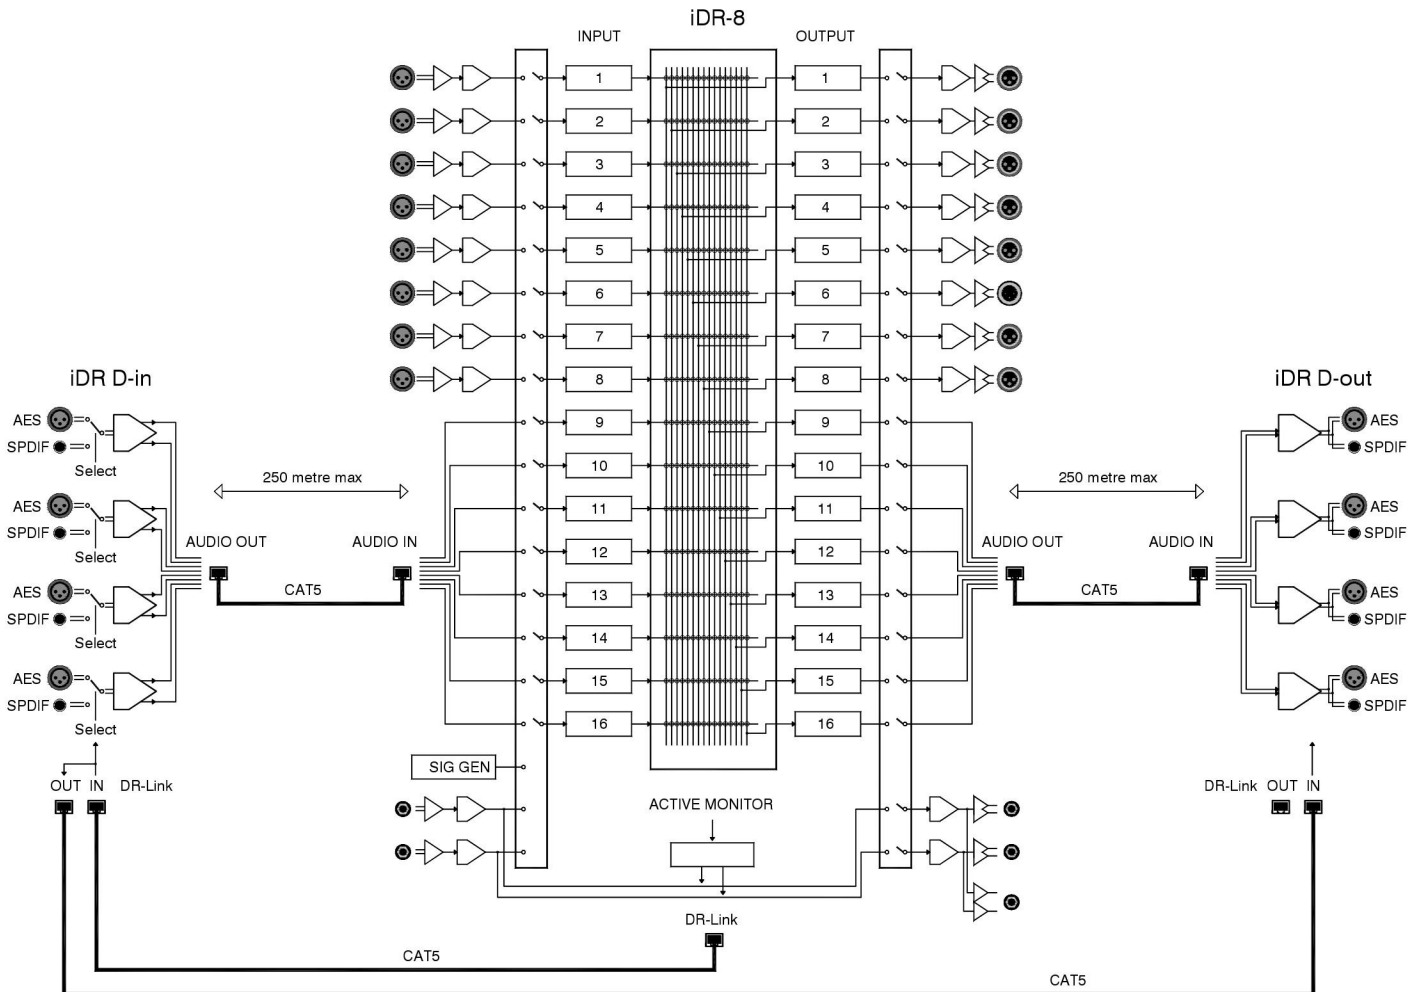 iDR-8
INPUT
OUTPUT
1
1
2
2
3
3
4
4
5
5
6
6
7
7
8
8
iDR D-in
iDR D-out
9
9
10
10
11
11
12
12
13
13
14
14
15
15
16
16
AES
SPDIF
Select
AES
SPDIF
Select
AES
SPDIF
Select
AES
SPDIF
Select
250 metre max
AUDIO OUT
AUDIO IN
CAT5
250 metre max
AUDIO OUT
AUDIO IN
CAT5
AES
SPDIF
AES
SPDIF
AES
SPDIF
AES
SPDIF
SIG GEN
OUT IN DR-Link
ACTIVE MONITOR
DR-Link OUT IN
DR-Link
CAT5
CAT5